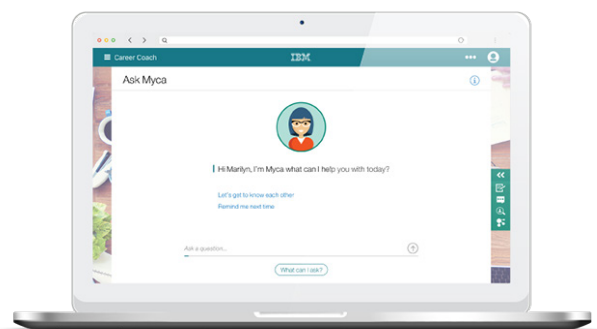 Career Coach
IBM
Ask Myca
Hi Marilyn, I'm Myca what can I help you with today?
Let's get to know each other
Remind me next time
Ask a question...
What can I ask?